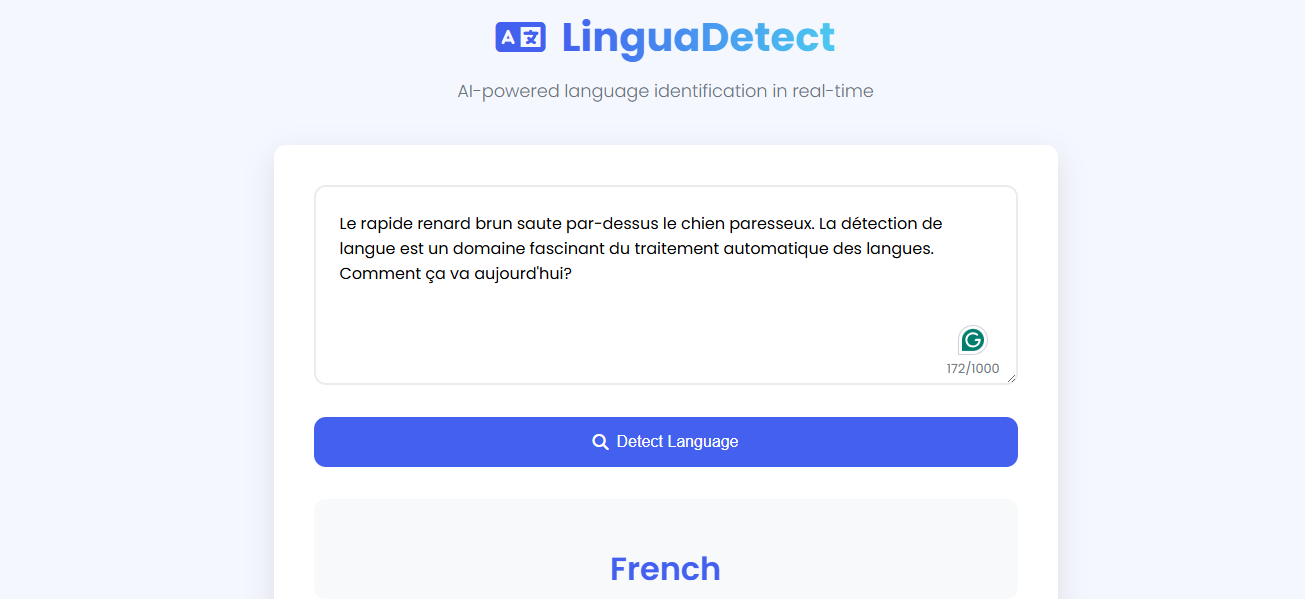 LinguaDetect
AI-powered language identification in real-time
Le rapide renard brun saute par-dessus le chien paresseux. La détection de
langue est un domaine fascinant du traitement automatique des langues.
Comment ça va aujourd'hui?
172/1000
Detect Language
French